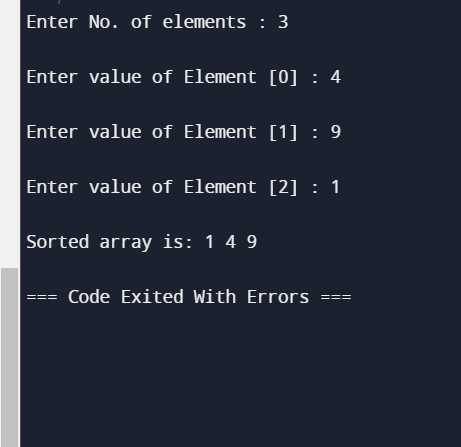 Enter No. of elements : 3
Enter value of Element [0] : 4
Enter value of Element [1] : 9
Enter value of Element [2] : 1
Sorted array is: 1 4 9
=== Code Exited With Errors ===